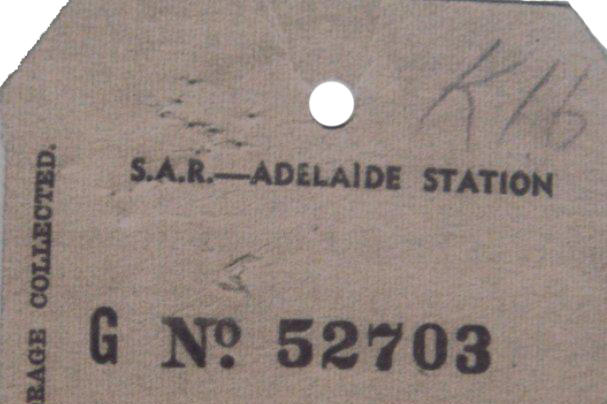 K16
S.A.R.—ADELAIDE STATION
G No. 52703
RAGE COLLECTED.